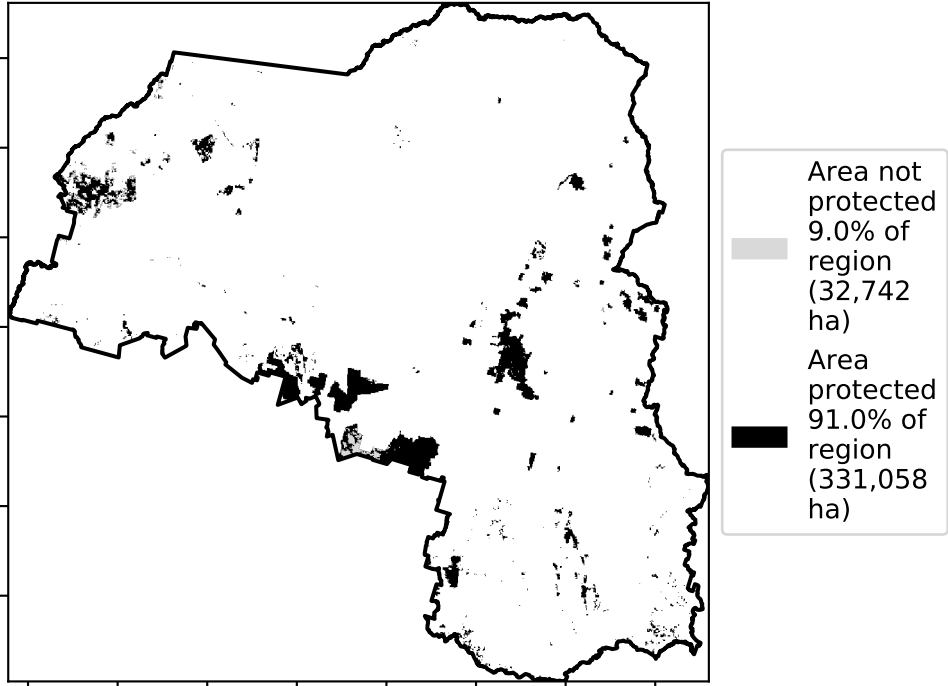 Area not
protected
9.0% of
region
(32,742
ha)
Area
protected
91.0% of
region
(331,058
ha)